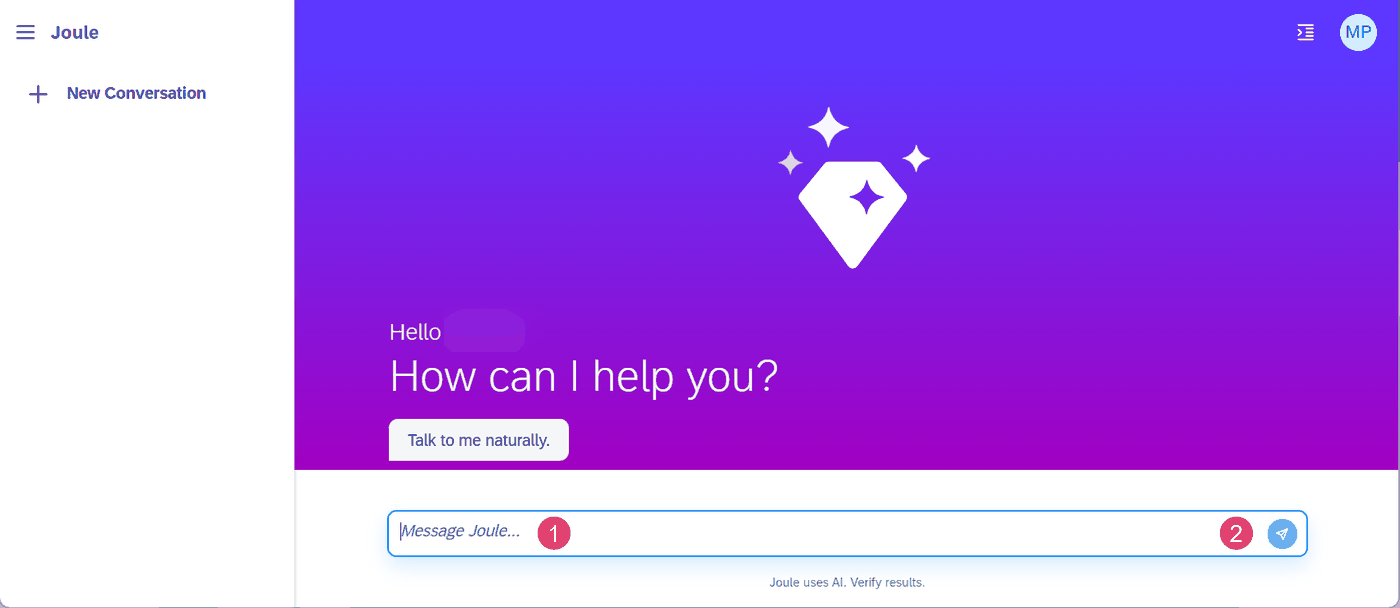 Joule
MP
New Conversation
Hello
How can I help you?
Talk to me naturally.
Message Joule...
1
2
Joule uses AI. Verify results.